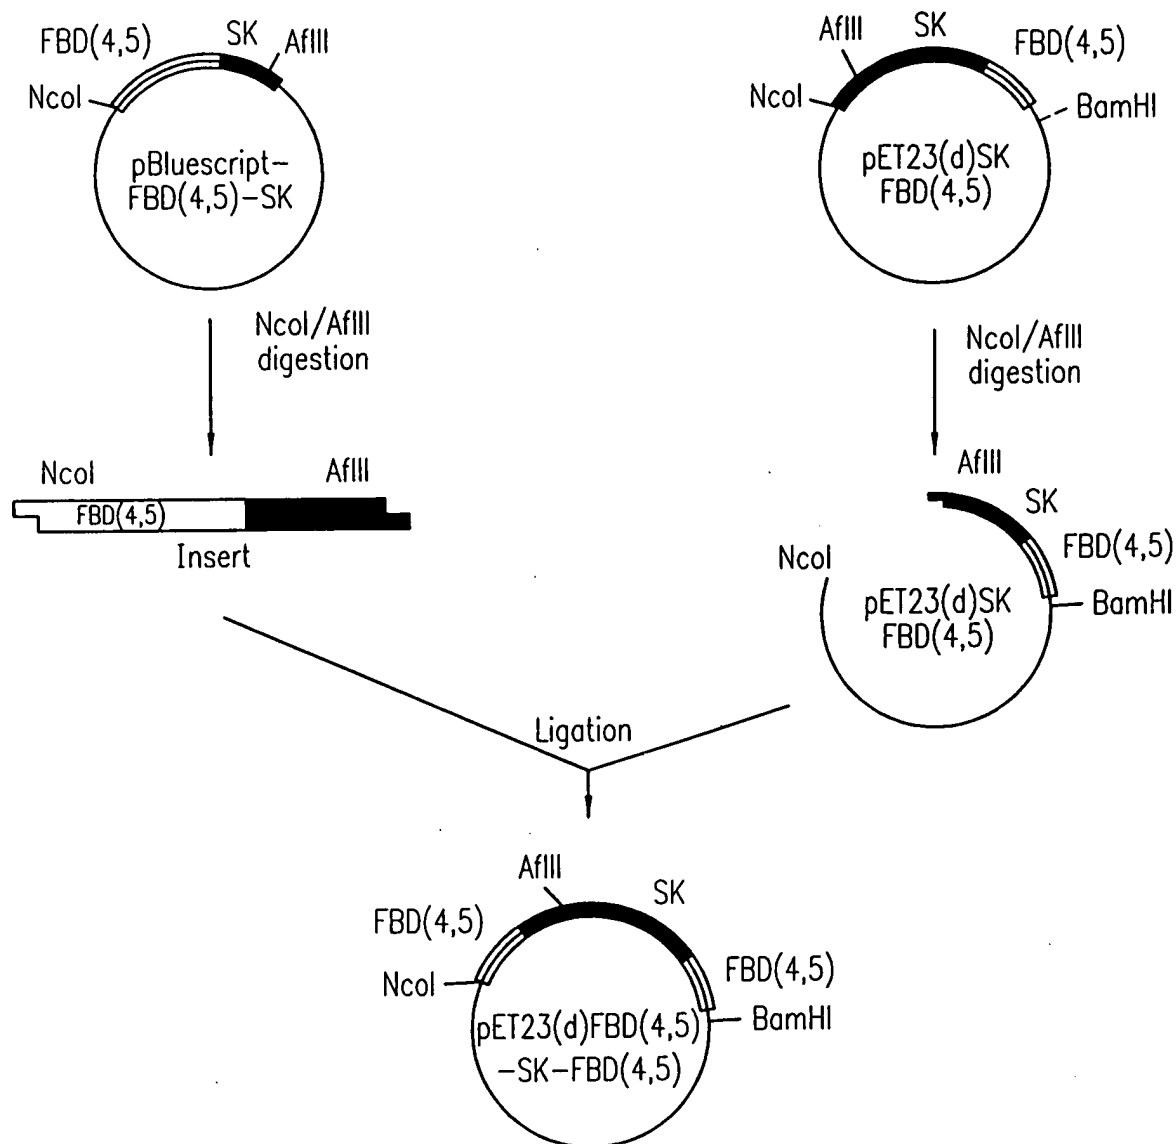 FBD(4,5)
SK
AflII
NcoI
pBluescript-
FBD(4,5)-SK
AflII
SK
FBD(4,5)
NcoI
BamHI
pET23(d)SK
FBD(4,5)
NcoI/AflII
digestion
NcoI/AflII
digestion
NcoI
AflII
FBD(4,5)
Insert
AflII
SK
FBD(4,5)
NcoI
BamHI
pET23(d)SK
FBD(4,5)
Ligation
AflII
SK
FBD(4,5)
FBD(4,5)
NcoI
BamHI
pET23(d)FBD(4,5)
-SK-FBD(4,5)